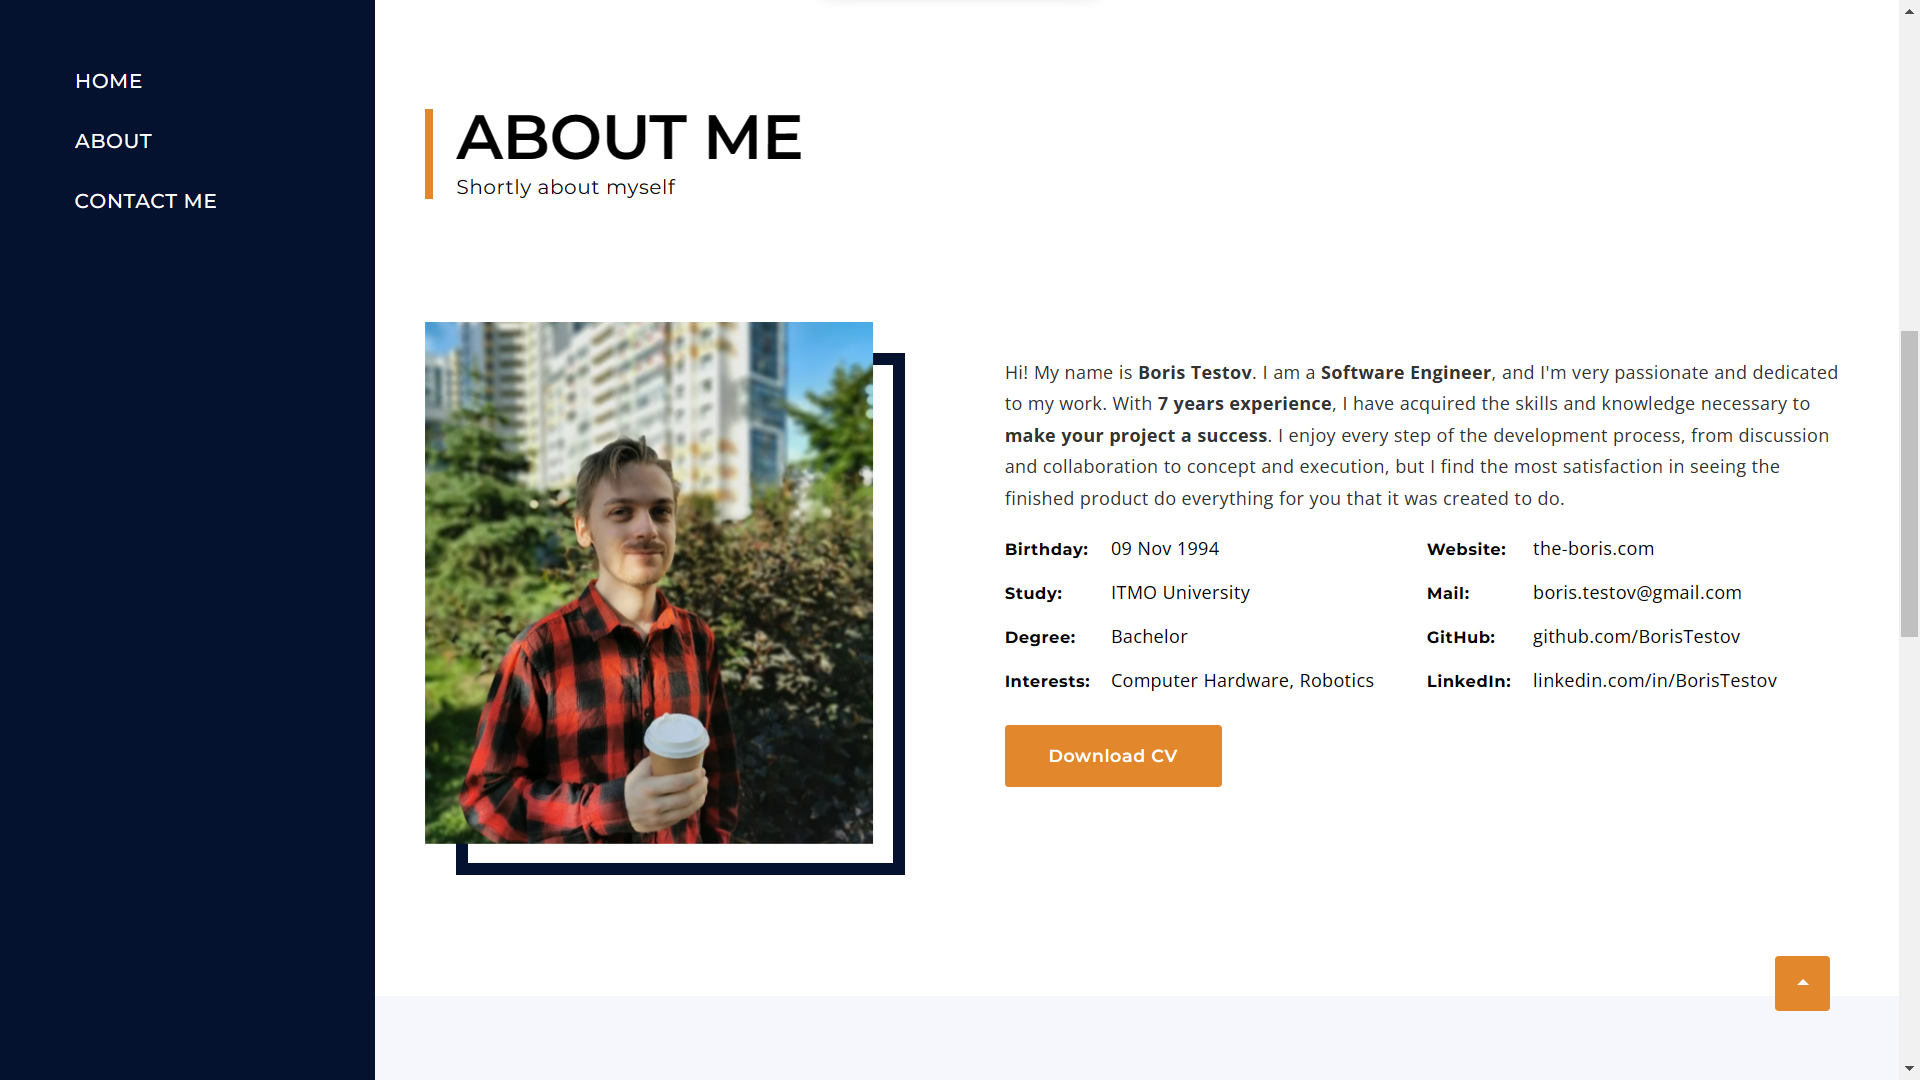 HOME
ABOUT
CONTACT ME
ABOUT ME
Shortly about myself
Hi! My name is Boris Testov. I am a Software Engineer, and I'm very passionate and dedicated
to my work. With 7 years experience, I have acquired the skills and knowledge necessary to
make your project a success. I enjoy every step of the development process, from discussion
and collaboration to concept and execution, but I find the most satisfaction in seeing the
finished product do everything for you that it was created to do.
Birthday: 09 Nov 1994
Study: ITMO University
Degree: Bachelor
Interests: Computer Hardware, Robotics
Website: the-boris.com
Mail: boris.testov@gmail.com
GitHub: github.com/BorisTestov
LinkedIn: linkedin.com/in/BorisTestov
Download CV